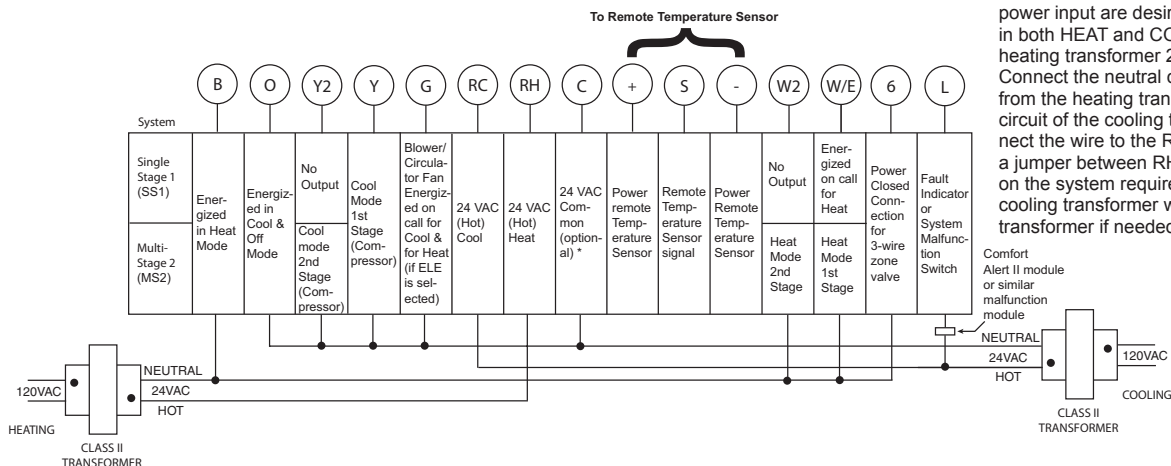 To Remote Temperature Sensor
B
O
Y2
Y
G
RC
RH
C
+
S
-
W2
W/E
6
L
System
Single
Stage 1
(SS1)
Multi-
Stage 2
(MS2)
Ener-
gized
in Heat
Mode
Energiz-
ed in
Cool &
Off
Mode
No
Output
Cool
mode
2nd
Stage
(Com-
pressor)
Cool
Mode
1st
Stage
(Com-
pressor)
Blower/
Circula-
tor Fan
Energiz-
ed on
call for
Cool &
for Heat
(if ELE
is sel-
ected)
24 VAC
(Hot)
Cool
24 VAC
(Hot)
Heat
24 VAC
Com-
mon
(option-
al) *
Power
remote
Temp-
erature
Sensor
Remote
Temp-
erature
Sensor
signal
Power
Remote
Temp-
erature
Sensor
No
Output
Heat
Mode
2nd
Stage
Ener-
gized
on call
for
Heat
Heat
Mode
1st
Stage
Power
Closed
Conn-
ection
for
3-wire
zone
valve
Fault
Indicator
or
System
Malfunc-
tion
Switch
power input are desir
in both HEAT and CO
heating transformer 2
Connect the neutral o
from the heating tran
circuit of the cooling t
nect the wire to the R
a jumper between RH
on the system require
cooling transformer w
transformer if needed
Comfort
Alert II module
or similar
malfunction
module
NEUTRAL
24VAC
HOT
120VAC
COOLING
CLASS II
TRANSFORMER
NEUTRAL
120VAC
24VAC
HOT
HEATING
CLASS II
TRANSFORMER